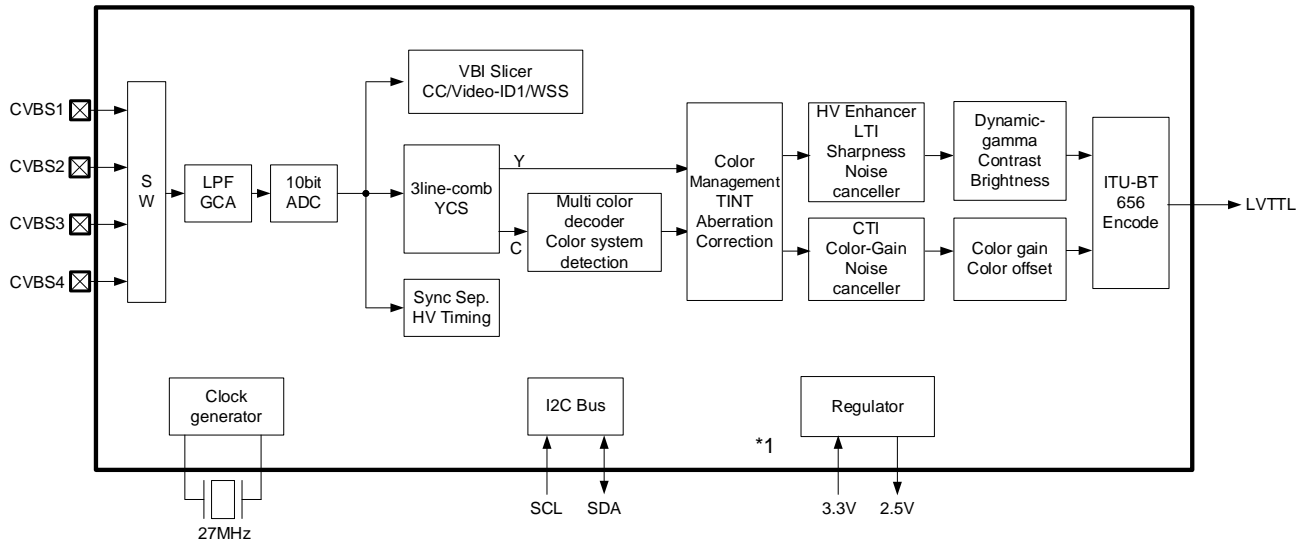 CVBS1
CVBS2
CVBS3
CVBS4
S
W
LPF
GCA
10bit
ADC
VBI Slicer
CC/Video-ID1/WSS
3line-comb
YCS
Y
C
Multi color
decoder
Color system
detection
Sync Sep.
HV Timing
Color
Management
TINT
Aberration
Correction
HV Enhancer
LTI
Sharpness
Noise
canceller
CTI
Color-Gain
Noise
canceller
Dynamic-
gamma
Contrast
Brightness
Color gain
Color offset
ITU-BT
656
Encode
LVTTL
Clock
generator
27MHz
I2C Bus
SCL
SDA
*1
Regulator
3.3V
2.5V